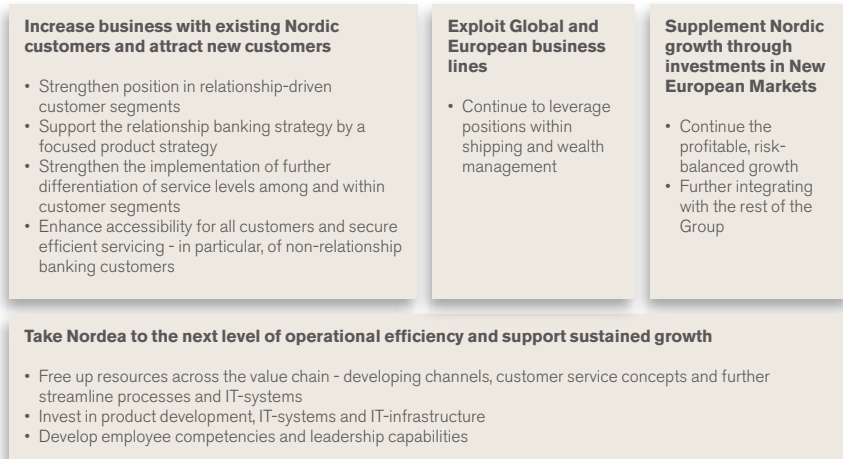 Increase business with existing Nordic
customers and attract new customers
• Strengthen position in relationship-driven
customer segments
• Support the relationship banking strategy by a
focused product strategy
• Strengthen the implementation of further
differentiation of service levels among and within
customer segments
• Enhance accessibility for all customers and secure
efficient servicing - in particular, of non-relationship
banking customers
Exploit Global and
European business
lines
• Continue to leverage
positions within
shipping and wealth
management
Supplement Nordic
growth through
investments in New
European Markets
• Continue the
profitable, risk-
balanced growth
• Further integrating
with the rest of the
Group
Take Nordea to the next level of operational efficiency and support sustained growth
• Free up resources across the value chain - developing channels, customer service concepts and further
streamline processes and IT-systems
• Invest in product development, IT-systems and IT-infrastructure
• Develop employee competencies and leadership capabilities